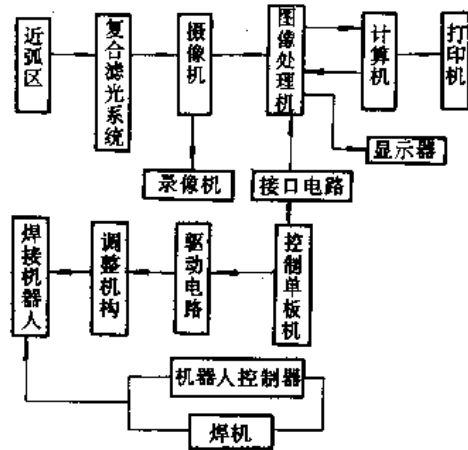 近弧区
复合滤光系统
摄像机
图像处理机
计算机
打印机
显示器
录像机
接口电路
焊接机器人
调整机构
驱动电路
控制单板机
机器人控制器
焊机